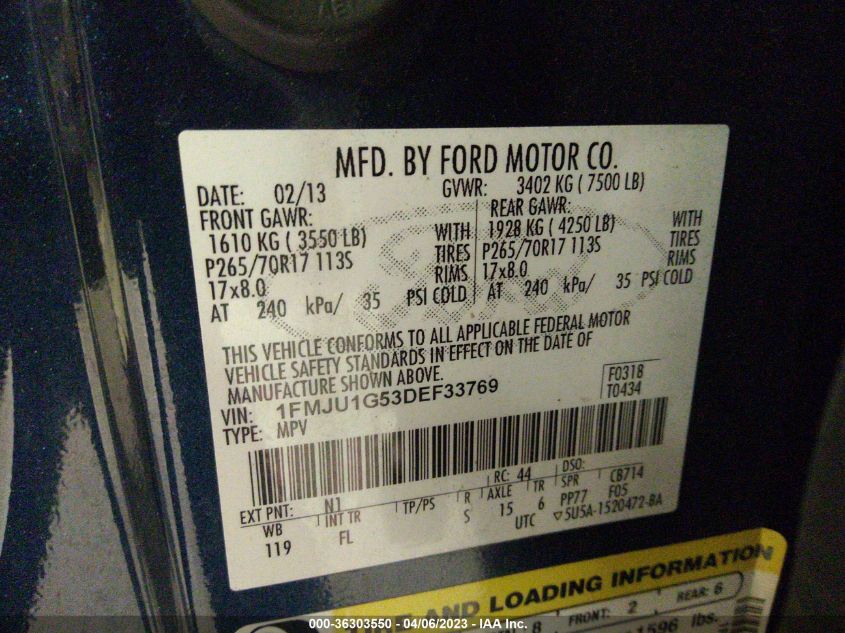 MFD. BY FORD MOTOR CO.
DATE: 02/13 GVWR: 3402 KG ( 7500 LB)
FRONT GAWR: REAR GAWR:
1610 KG ( 3550 LB) WITH 1928 KG ( 4250 LB) WITH
P265/70R17 113S TIRES P265/70R17 113S TIRES
17x8.0 RIMS 17x8.0 RIMS
AT 240 kPa/ 35 PSI COLD AT 240 kPa/ 35 PSI COLD
THIS VEHICLE CONFORMS TO ALL APPLICABLE FEDERAL MOTOR
VEHICLE SAFETY STANDARDS IN EFFECT ON THE DATE OF
MANUFACTURE SHOWN ABOVE.
VIN: 1FMJU1G53DEF33769 F0318
TYPE: MPV T0434
EXT PNT: N1 RC: 44 DSO:
WB INT TR TP/PS R AXLE TR SPR CB714
119 FL S 15 6 PP77 F05
UTC ▽5U5A-1520472-BA
TIRE AND LOADING INFORMATION
8 FRONT: 2 REAR: 6
1596 lbs.
000-36303550 - 04/06/2023 - IAA Inc.